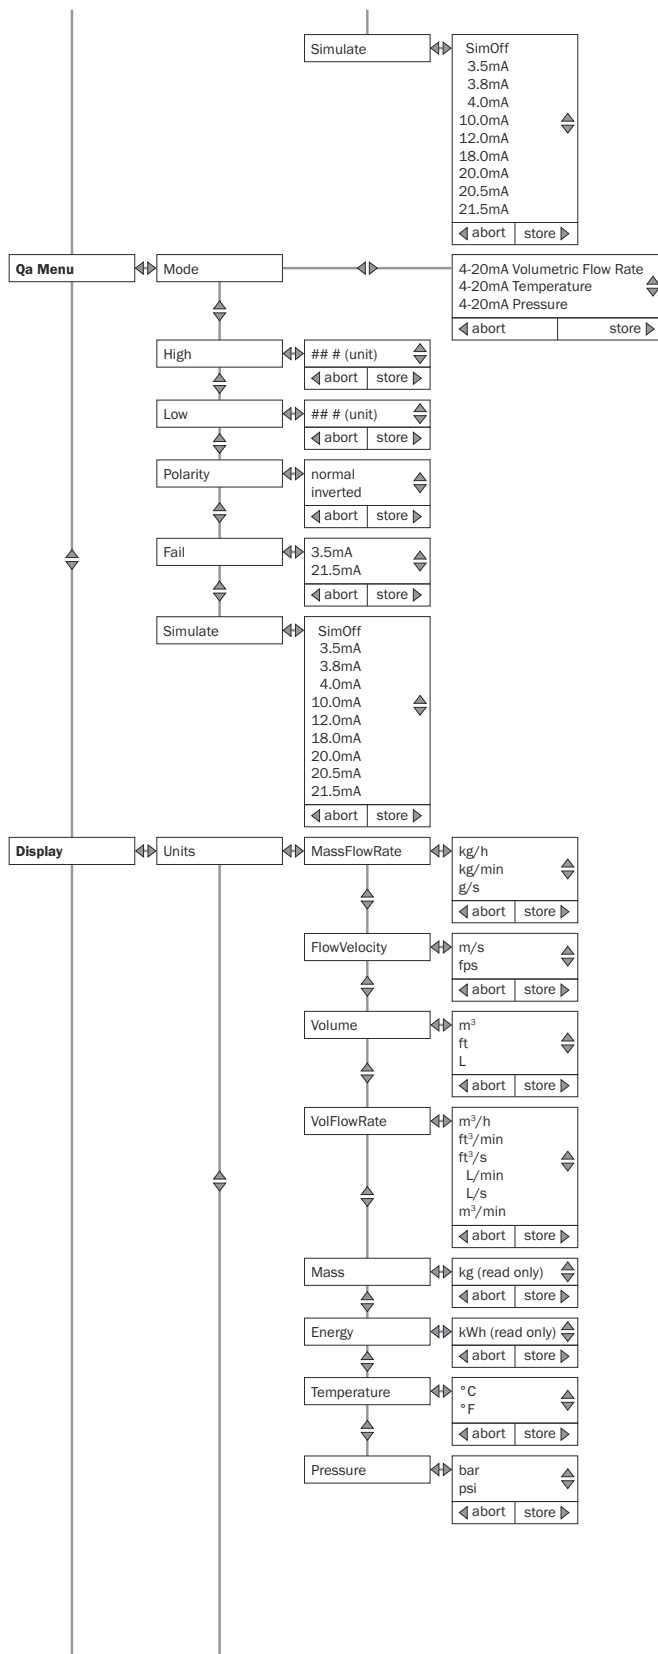 Simulate
SimOff
3.5mA
3.8mA
4.0mA
10.0mA
12.0mA
18.0mA
20.0mA
20.5mA
21.5mA
abort store
Qa Menu
Mode
4-20mA Volumetric Flow Rate
4-20mA Temperature
4-20mA Pressure
abort store
High
## # (unit)
abort store
Low
## # (unit)
abort store
Polarity
normal
inverted
abort store
Fail
3.5mA
21.5mA
abort store
Simulate
SimOff
3.5mA
3.8mA
4.0mA
10.0mA
12.0mA
18.0mA
20.0mA
20.5mA
21.5mA
abort store
Display
Units
MassFlowRate
kg/h
kg/min
g/s
abort store
FlowVelocity
m/s
fps
abort store
Volume
m³
ft
L
abort store
VolFlowRate
m³/h
ft³/min
ft³/s
L/min
L/s
m³/min
abort store
Mass
kg (read only)
abort store
Energy
kWh (read only)
abort store
Temperature
°C
°F
abort store
Pressure
bar
psi
abort store